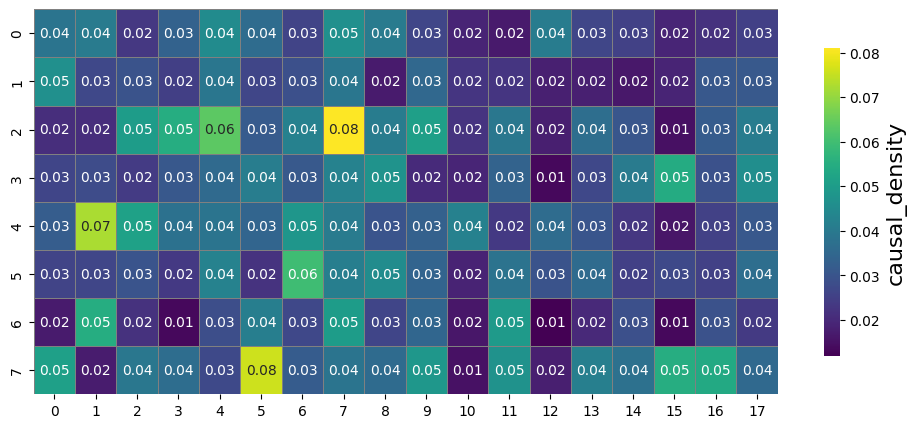 0 0.04 0.04 0.02 0.03 0.04 0.04 0.03 0.05 0.04 0.03 0.02 0.02 0.04 0.03 0.03 0.02 0.02 0.03
1 0.05 0.03 0.03 0.02 0.04 0.03 0.03 0.04 0.02 0.03 0.02 0.02 0.02 0.02 0.02 0.02 0.03 0.03
2 0.02 0.02 0.05 0.05 0.06 0.03 0.04 0.08 0.04 0.05 0.02 0.04 0.02 0.04 0.03 0.01 0.03 0.04
3 0.03 0.03 0.02 0.03 0.04 0.04 0.03 0.04 0.05 0.02 0.02 0.03 0.01 0.03 0.04 0.05 0.03 0.05
4 0.03 0.07 0.05 0.04 0.04 0.03 0.05 0.04 0.03 0.03 0.04 0.02 0.04 0.03 0.02 0.02 0.03 0.03
5 0.03 0.03 0.03 0.02 0.04 0.02 0.06 0.04 0.05 0.03 0.02 0.04 0.03 0.04 0.02 0.03 0.03 0.04
6 0.02 0.05 0.02 0.01 0.03 0.04 0.03 0.05 0.03 0.03 0.02 0.05 0.01 0.02 0.03 0.01 0.03 0.02
7 0.05 0.02 0.04 0.04 0.03 0.08 0.03 0.04 0.04 0.05 0.01 0.05 0.02 0.04 0.04 0.05 0.05 0.04
0 1 2 3 4 5 6 7 8 9 10 11 12 13 14 15 16 17
0.08
0.07
0.06
0.05
0.04
0.03
0.02
causal_density